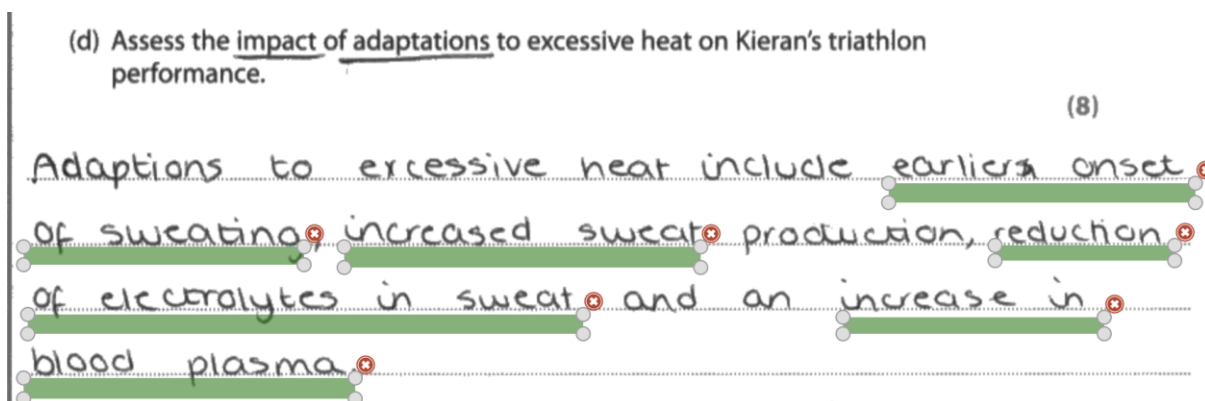 (d) Assess the impact of adaptations to excessive heat on Kieran's triathlon
performance.
(8)
Adaptions to excessive heat include earlier onset
of sweating, increased sweat production, reduction
of electrolytes in sweat and an increase in
blood plasma.